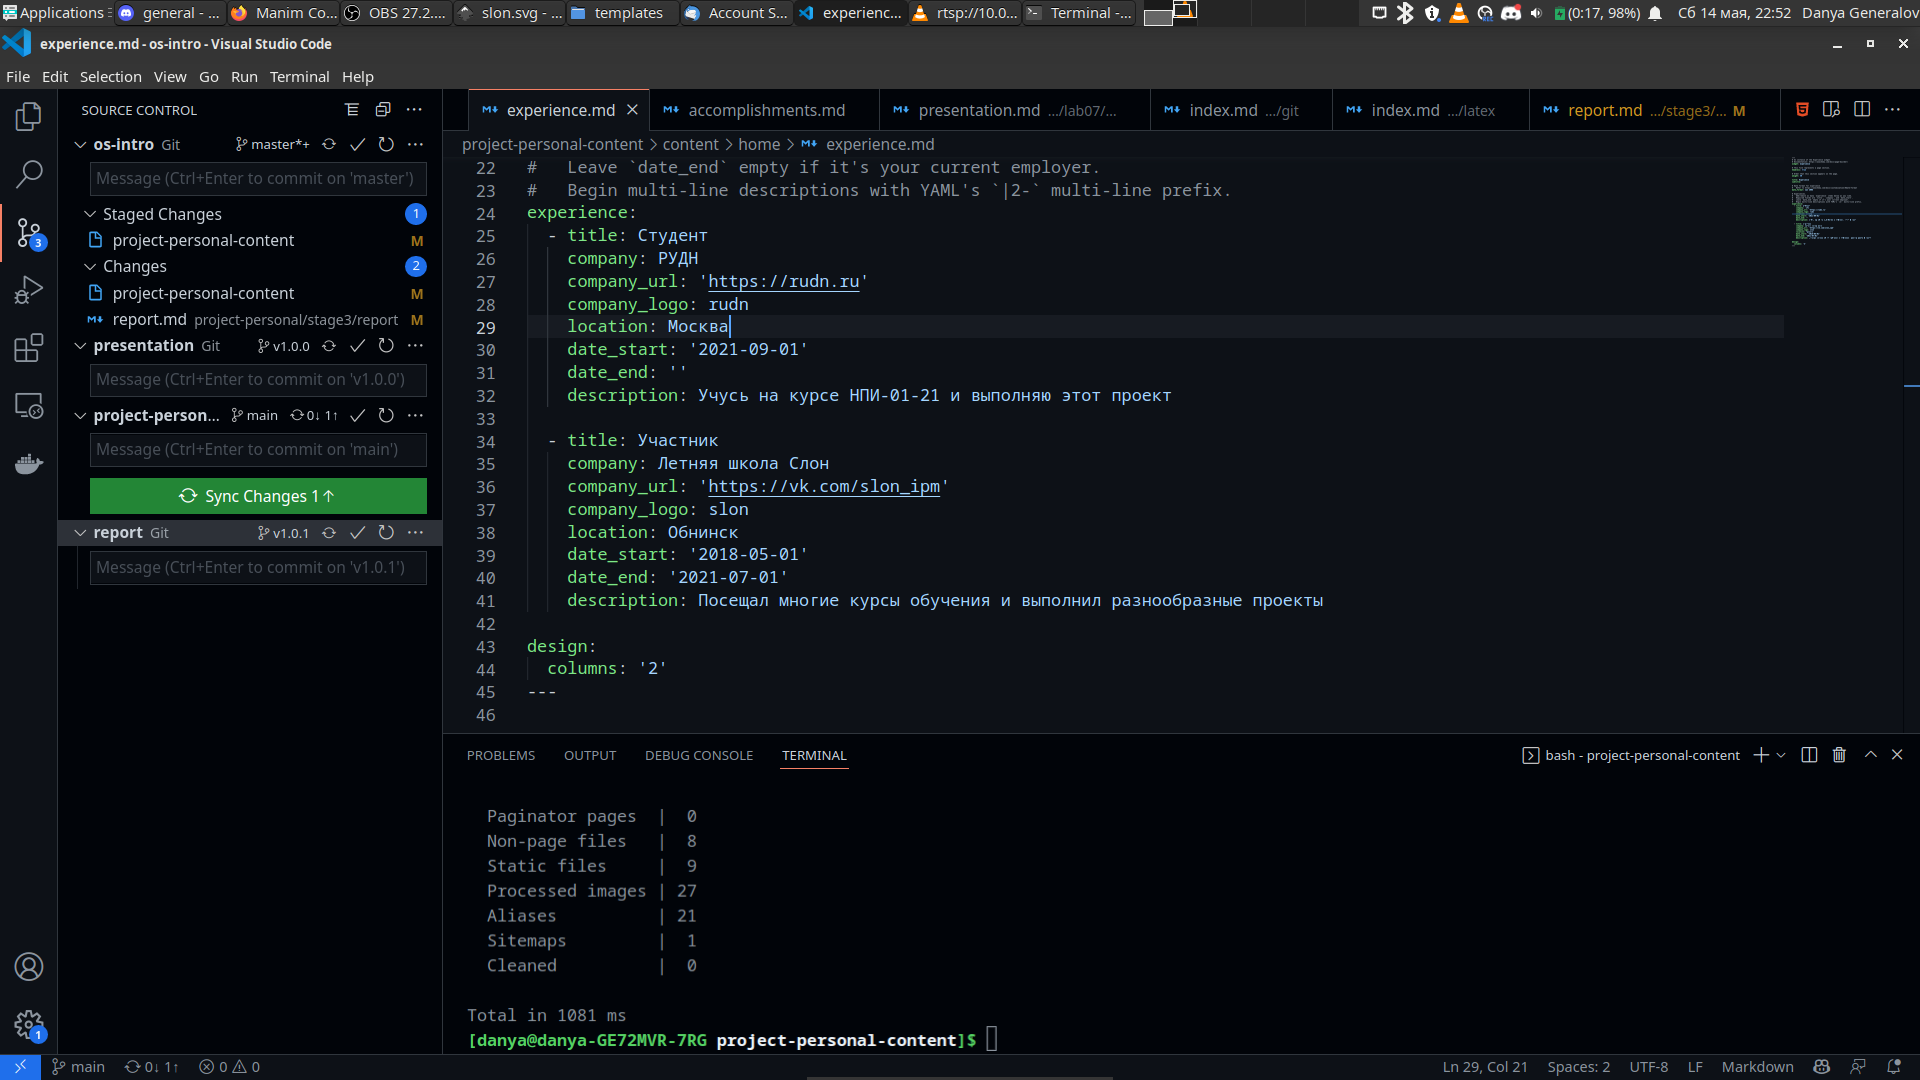 Applications general - ... Manim Co... OBS 27.2.... slon.svg - ... templates Account S... experienc... rtsp://10.0... Terminal -... (0:17, 98%) Сб 14 мая, 22:52 Danya Generalov
experience.md - os-intro - Visual Studio Code
File Edit Selection View Go Run Terminal Help
SOURCE CONTROL
os-intro Git master*+
Message (Ctrl+Enter to commit on 'master')
Staged Changes 1
project-personal-content M
Changes 2
project-personal-content M
report.md project-personal/stage3/report M
presentation Git v1.0.0
Message (Ctrl+Enter to commit on 'v1.0.0')
project-person... main 0↓ 1↑
Message (Ctrl+Enter to commit on 'main')
Sync Changes 1↑
report Git v1.0.1
Message (Ctrl+Enter to commit on 'v1.0.1')
3
1
experience.md accomplishments.md presentation.md .../lab07/... index.md .../git index.md .../latex report.md .../stage3/... M
project-personal-content > content > home > experience.md
22 #   Leave `date_end` empty if it's your current employer.
23 #   Begin multi-line descriptions with YAML's `|2-` multi-line prefix.
24 experience:
25   - title: Студент
26     company: РУДН
27     company_url: 'https://rudn.ru'
28     company_logo: rudn
29     location: Москва
30     date_start: '2021-09-01'
31     date_end: ''
32     description: Учусь на курсе НПИ-01-21 и выполняю этот проект
33
34   - title: Участник
35     company: Летняя школа Слон
36     company_url: 'https://vk.com/slon_ipm'
37     company_logo: slon
38     location: Обнинск
39     date_start: '2018-05-01'
40     date_end: '2021-07-01'
41     description: Посещал многие курсы обучения и выполнил разнообразные проекты
42
43 design:
44   columns: '2'
45 ---
46
PROBLEMS OUTPUT DEBUG CONSOLE TERMINAL bash - project-personal-content
Paginator pages | 0
Non-page files | 8
Static files | 9
Processed images | 27
Aliases | 21
Sitemaps | 1
Cleaned | 0
Total in 1081 ms
[danya@danya-GE72MVR-7RG project-personal-content]$
main 0↓ 1↑ 0 0 Ln 29, Col 21 Spaces: 2 UTF-8 LF Markdown